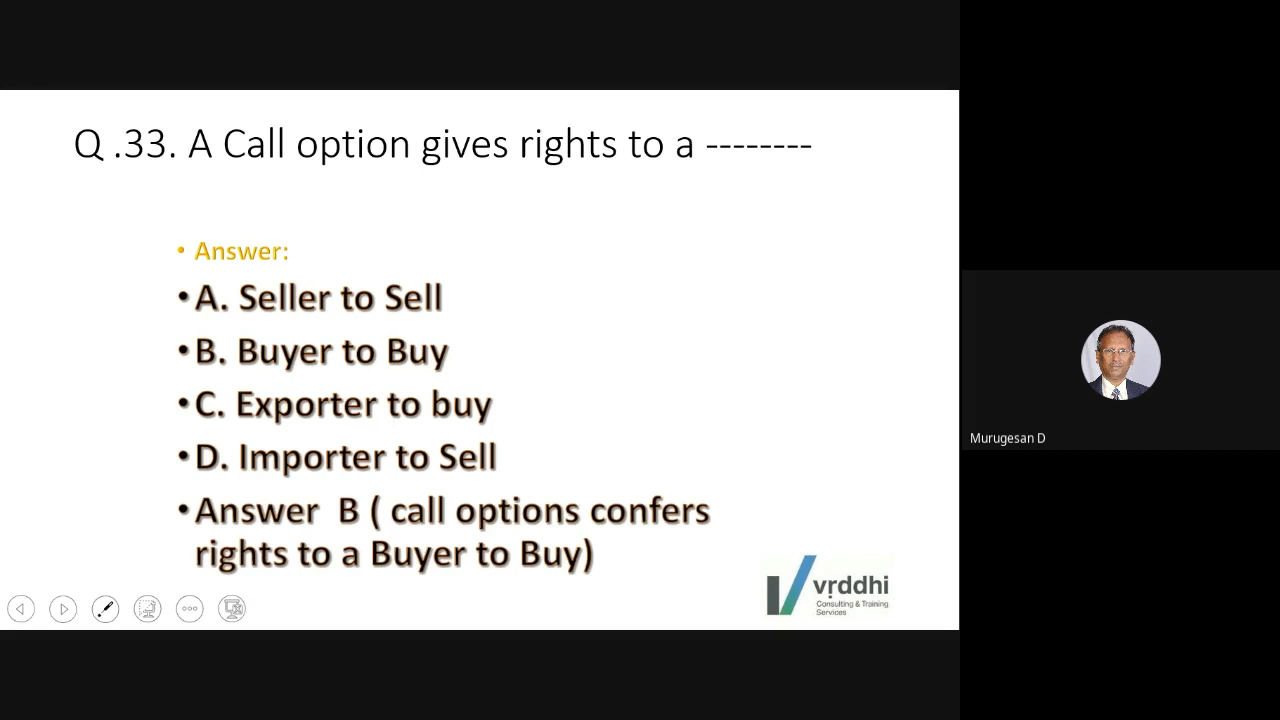 Q .33. A Call option gives rights to a --------
• Answer:
• A. Seller to Sell
• B. Buyer to Buy
• C. Exporter to buy
• D. Importer to Sell
• Answer  B ( call options confers
rights to a Buyer to Buy)
vṛddhi
Consulting & Training
Services
Murugesan D